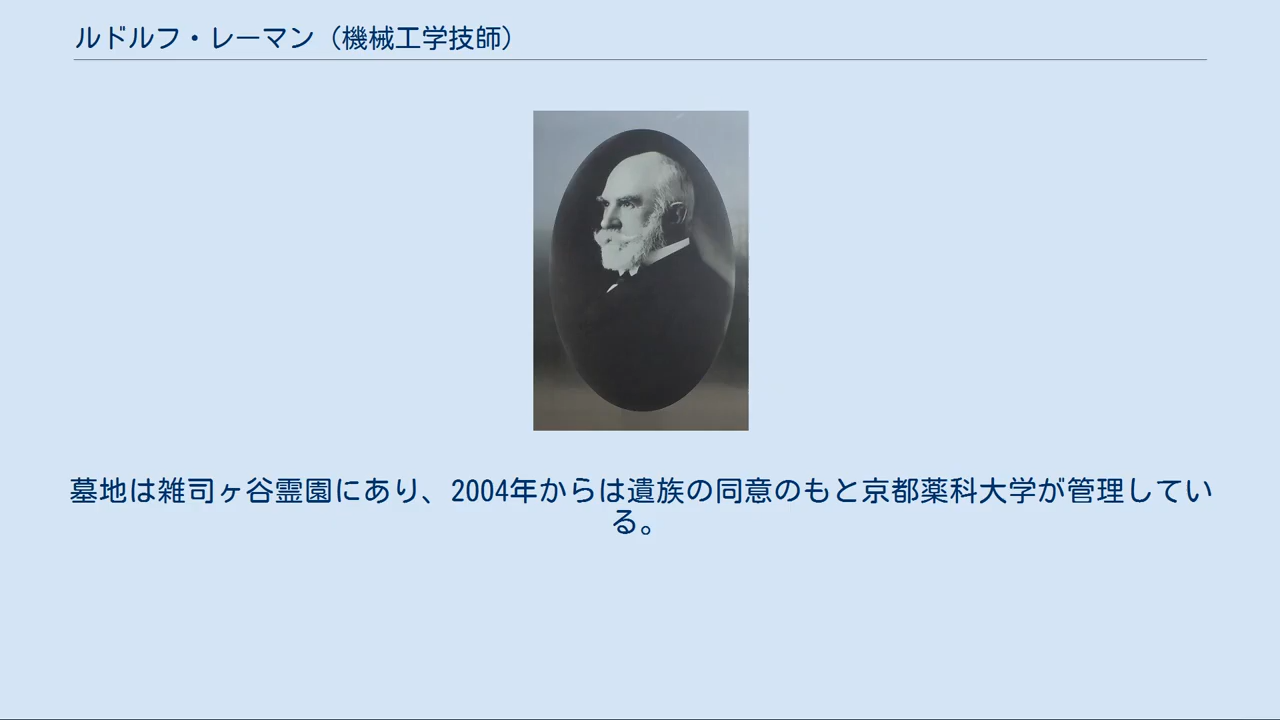 ルドルフ・レーマン（機械工学技師）
墓地は雑司ヶ谷霊園にあり、2004年からは遺族の同意のもと京都薬科大学が管理してい
る。